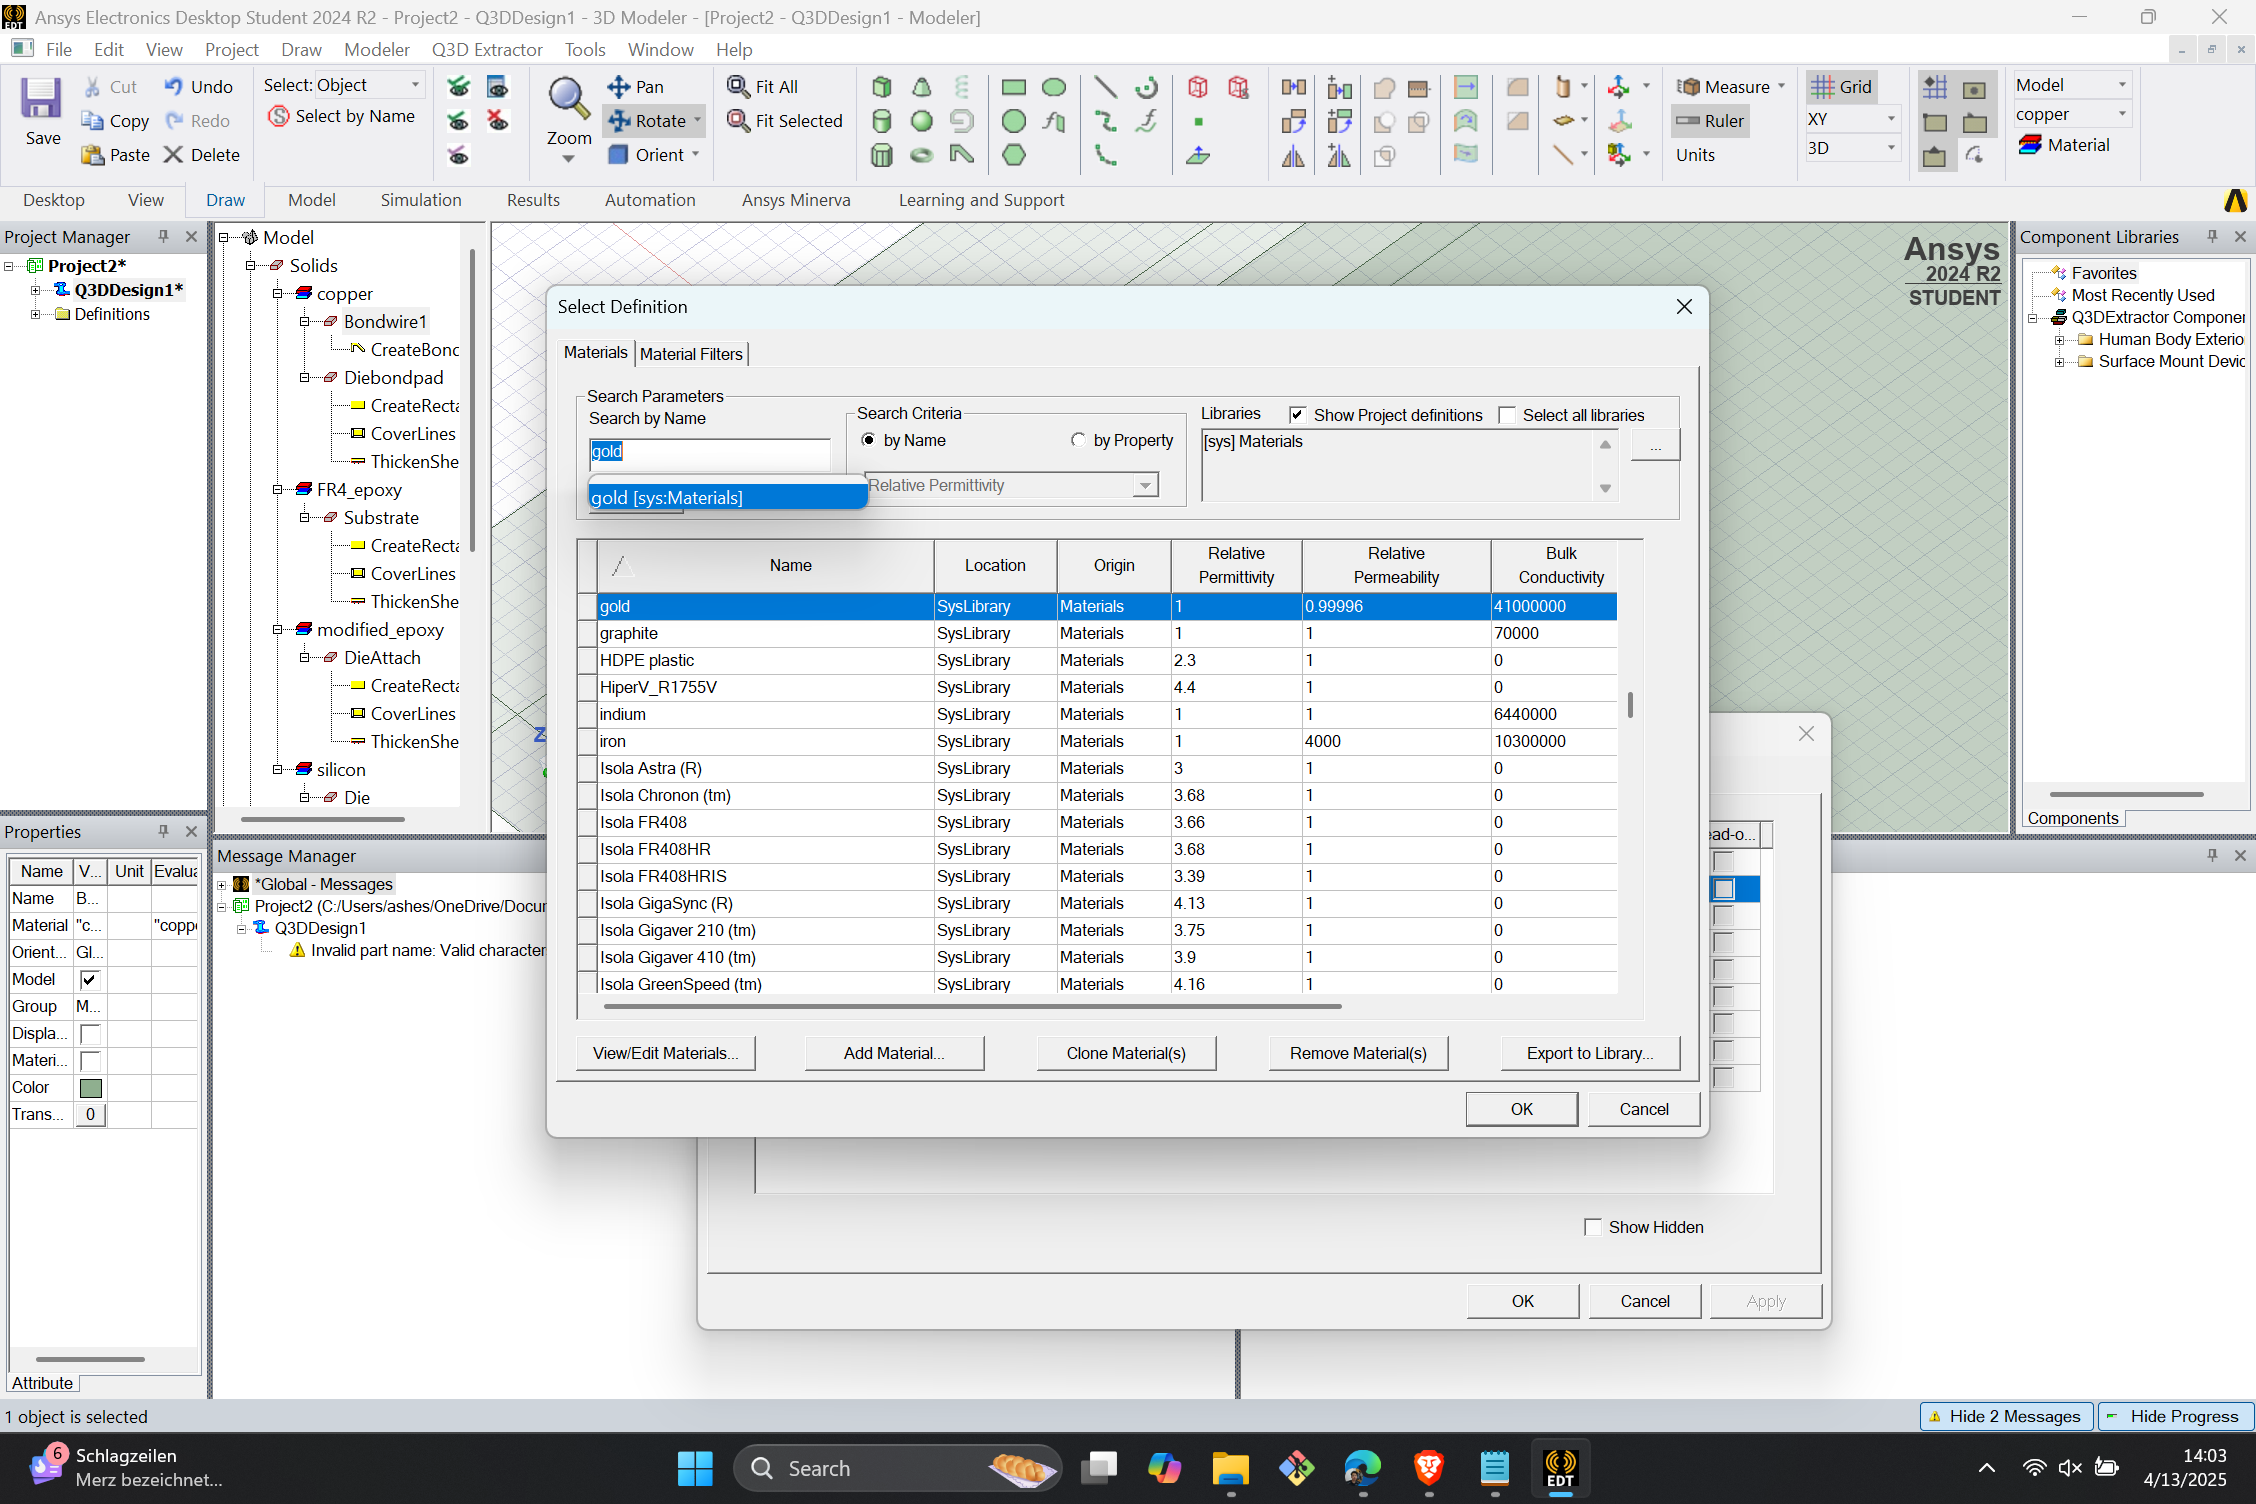 Ansys Electronics Desktop Student 2024 R2 - Project2 - Q3DDesign1 - 3D Modeler - [Project2 - Q3DDesign1 - Modeler]
File Edit View Project Draw Modeler Q3D Extractor Tools Window Help
Save
Cut Copy Paste
Undo Redo Delete
Select: Object
Select by Name
Zoom
Pan Rotate Orient
Fit All
Fit Selected
Measure Ruler Units
Grid
XY
3D
Model
copper
Material
Desktop View Draw Model Simulation Results Automation Ansys Minerva Learning and Support
Project Manager
Project2*
Q3DDesign1*
Definitions
Model
Solids
copper
Bondwire1
CreateBonc
Diebondpad
CreateRecta
CoverLines
ThickenShe
FR4_epoxy
Substrate
CreateRecta
CoverLines
ThickenShe
modified_epoxy
DieAttach
CreateRecta
CoverLines
ThickenShe
silicon
Die
Ansys
2024 R2
STUDENT
Z
Component Libraries
Favorites
Most Recently Used
Q3DExtractor Componer
Human Body Exterio
Surface Mount Devic
Components
Select Definition
Materials Material Filters
Search Parameters
Search by Name
gold
gold [sys:Materials]
Search Criteria
by Name by Property
Relative Permittivity
Libraries Show Project definitions Select all libraries
[sys] Materials
...
Name Location Origin Relative Permittivity Relative Permeability Bulk Conductivity
gold SysLibrary Materials 1 0.99996 41000000
graphite SysLibrary Materials 1 1 70000
HDPE plastic SysLibrary Materials 2.3 1 0
HiperV_R1755V SysLibrary Materials 4.4 1 0
indium SysLibrary Materials 1 1 6440000
iron SysLibrary Materials 1 4000 10300000
Isola Astra (R) SysLibrary Materials 3 1 0
Isola Chronon (tm) SysLibrary Materials 3.68 1 0
Isola FR408 SysLibrary Materials 3.66 1 0
Isola FR408HR SysLibrary Materials 3.68 1 0
Isola FR408HRIS SysLibrary Materials 3.39 1 0
Isola GigaSync (R) SysLibrary Materials 4.13 1 0
Isola Gigaver 210 (tm) SysLibrary Materials 3.75 1 0
Isola Gigaver 410 (tm) SysLibrary Materials 3.9 1 0
Isola GreenSpeed (tm) SysLibrary Materials 4.16 1 0
View/Edit Materials... Add Material... Clone Material(s) Remove Material(s) Export to Library...
OK Cancel
ead-o...
Show Hidden
OK Cancel Apply
Properties
Name V... Unit Evalua
Name B...
Material "c... "coppe
Orient... Gl...
Model
Group M...
Displa...
Materi...
Color
Trans... 0
Attribute
Message Manager
*Global - Messages
Project2 (C:/Users/ashes/OneDrive/Docur
Q3DDesign1
Invalid part name: Valid character
1 object is selected
Hide 2 Messages Hide Progress
6
Schlagzeilen
Merz bezeichnet...
Search
EDT
14:03
4/13/2025